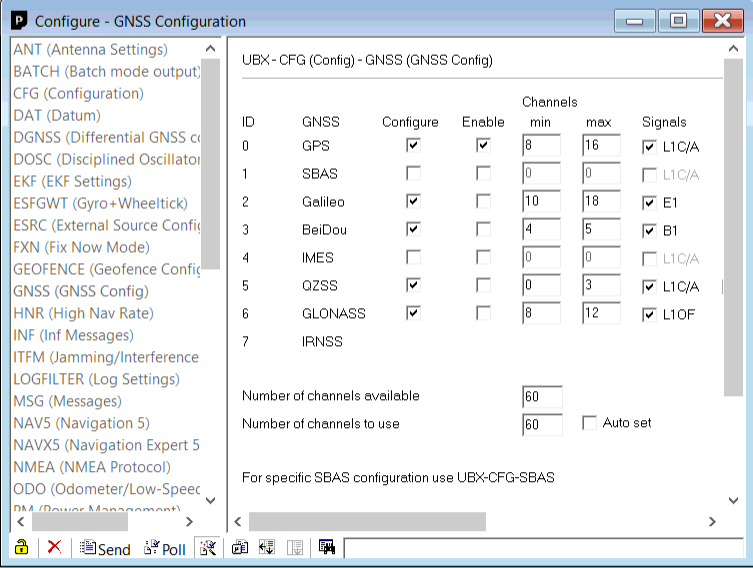 Configure - GNSS Configuration
ANT (Antenna Settings)
BATCH (Batch mode output)
CFG (Configuration)
DAT (Datum)
DGNSS (Differential GNSS co
DOSC (Disciplined Oscillator
EKF (EKF Settings)
ESFGWT (Gyro+Wheeltick)
ESRC (External Source Config
FXN (Fix Now Mode)
GEOFENCE (Geofence Config
GNSS (GNSS Config)
HNR (High Nav Rate)
INF (Inf Messages)
ITFM (Jamming/Interference
LOGFILTER (Log Settings)
MSG (Messages)
NAV5 (Navigation 5)
NAVX5 (Navigation Expert 5
NMEA (NMEA Protocol)
ODO (Odometer/Low-Speed
PM (Power Management)
UBX - CFG (Config) - GNSS (GNSS Config)
Channels
ID GNSS Configure Enable min max Signals
0 GPS 8 16 L1C/A
1 SBAS 0 0 L1C/A
2 Galileo 10 18 E1
3 BeiDou 4 5 B1
4 IMES 0 0 L1C/A
5 QZSS 0 3 L1C/A
6 GLONASS 8 12 L1OF
7 IRNSS
Number of channels available 60
Number of channels to use 60 Auto set
For specific SBAS configuration use UBX-CFG-SBAS
Send Poll